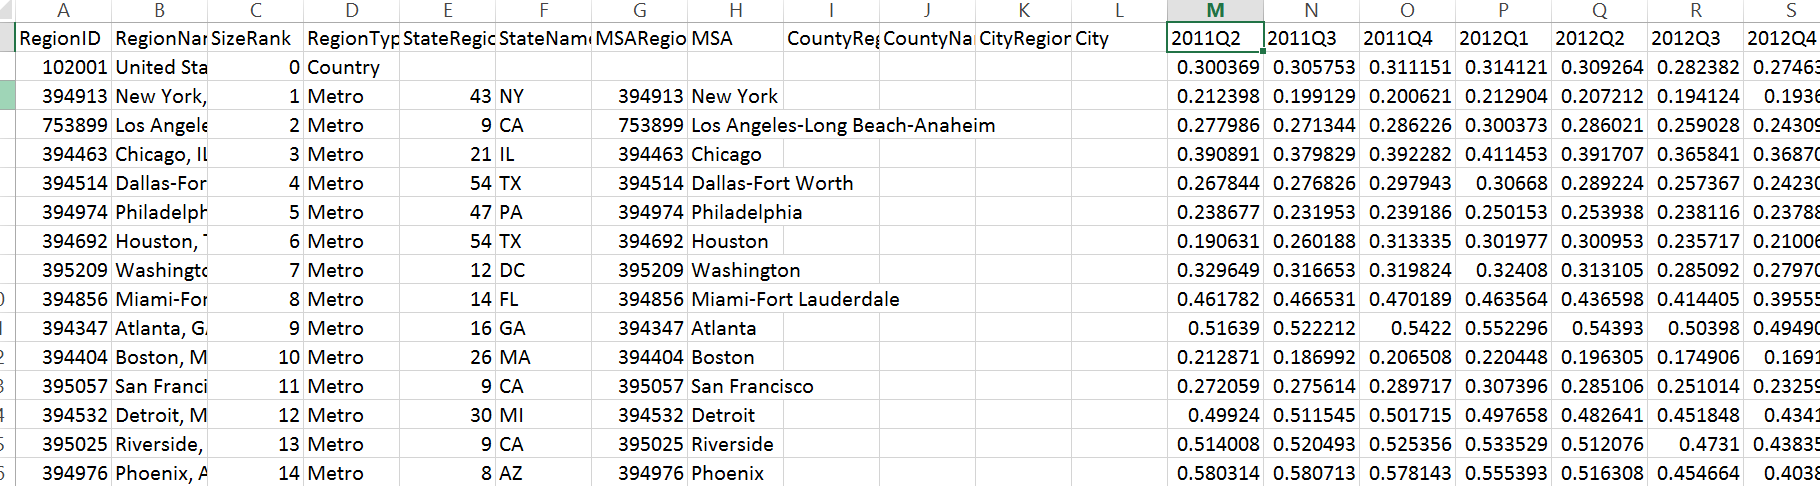 A B C D E F G H I J K L M N O P Q R S
RegionID RegionNar SizeRank RegionTyp StateRegic StateName MSARegio MSA CountyReg CountyNai CityRegior City 2011Q2 2011Q3 2011Q4 2012Q1 2012Q2 2012Q3 2012Q4
102001 United Sta 0 Country 0.300369 0.305753 0.311151 0.314121 0.309264 0.282382 0.27463
394913 New York, 1 Metro 43 NY 394913 New York 0.212398 0.199129 0.200621 0.212904 0.207212 0.194124 0.1936
753899 Los Angele 2 Metro 9 CA 753899 Los Angeles-Long Beach-Anaheim 0.277986 0.271344 0.286226 0.300373 0.286021 0.259028 0.24309
394463 Chicago, IL 3 Metro 21 IL 394463 Chicago 0.390891 0.379829 0.392282 0.411453 0.391707 0.365841 0.36870
394514 Dallas-For 4 Metro 54 TX 394514 Dallas-Fort Worth 0.267844 0.276826 0.297943 0.30668 0.289224 0.257367 0.24230
394974 Philadelph 5 Metro 47 PA 394974 Philadelphia 0.238677 0.231953 0.239186 0.250153 0.253938 0.238116 0.23788
394692 Houston, T 6 Metro 54 TX 394692 Houston 0.190631 0.260188 0.313335 0.301977 0.300953 0.235717 0.21006
395209 Washingto 7 Metro 12 DC 395209 Washington 0.329649 0.316653 0.319824 0.32408 0.313105 0.285092 0.27970
394856 Miami-For 8 Metro 14 FL 394856 Miami-Fort Lauderdale 0.461782 0.466531 0.470189 0.463564 0.436598 0.414405 0.39555
394347 Atlanta, GA 9 Metro 16 GA 394347 Atlanta 0.51639 0.522212 0.5422 0.552296 0.54393 0.50398 0.49490
394404 Boston, M 10 Metro 26 MA 394404 Boston 0.212871 0.186992 0.206508 0.220448 0.196305 0.174906 0.1691
395057 San Franci 11 Metro 9 CA 395057 San Francisco 0.272059 0.275614 0.289717 0.307396 0.285106 0.251014 0.23259
394532 Detroit, M 12 Metro 30 MI 394532 Detroit 0.49924 0.511545 0.501715 0.497658 0.482641 0.451848 0.4341
395025 Riverside, 13 Metro 9 CA 395025 Riverside 0.514008 0.520493 0.525356 0.533529 0.512076 0.4731 0.43835
394976 Phoenix, A 14 Metro 8 AZ 394976 Phoenix 0.580314 0.580713 0.578143 0.555393 0.516308 0.454664 0.4038